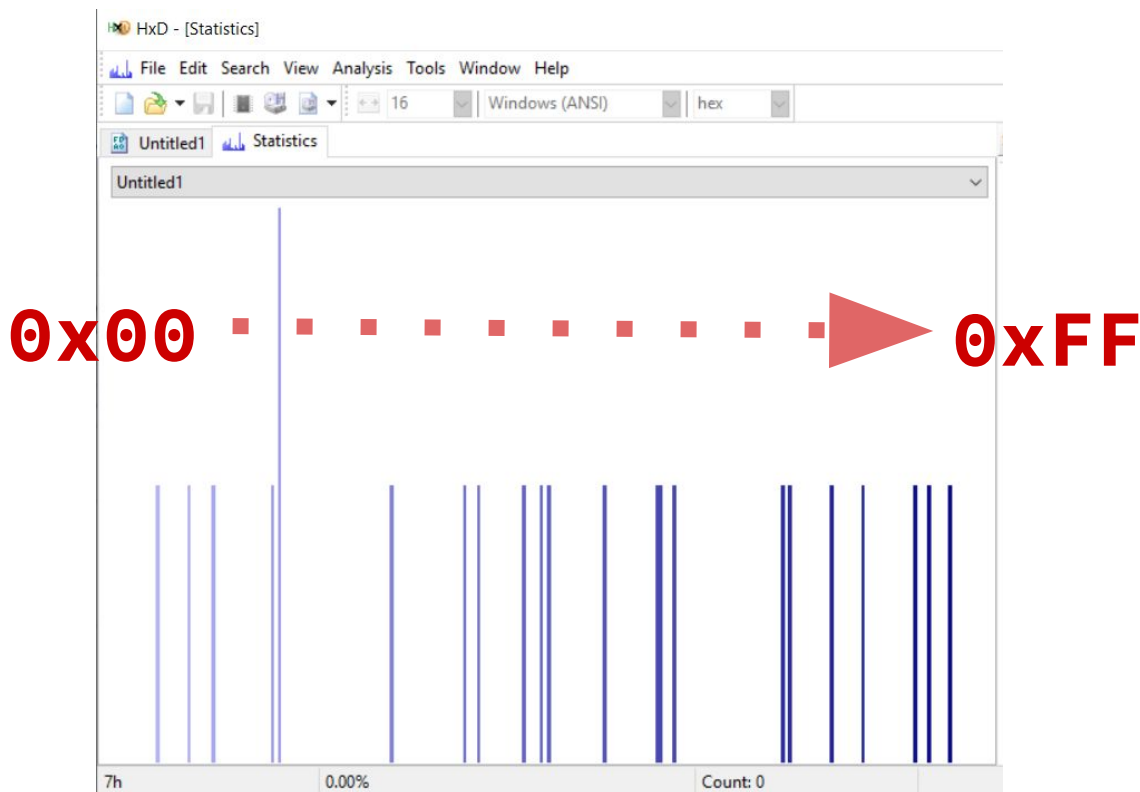 HxD - [Statistics]
File Edit Search View Analysis Tools Window Help
16 Windows (ANSI) hex
Untitled1 Statistics
Untitled1
0x00 0xFF
7h 0.00% Count: 0